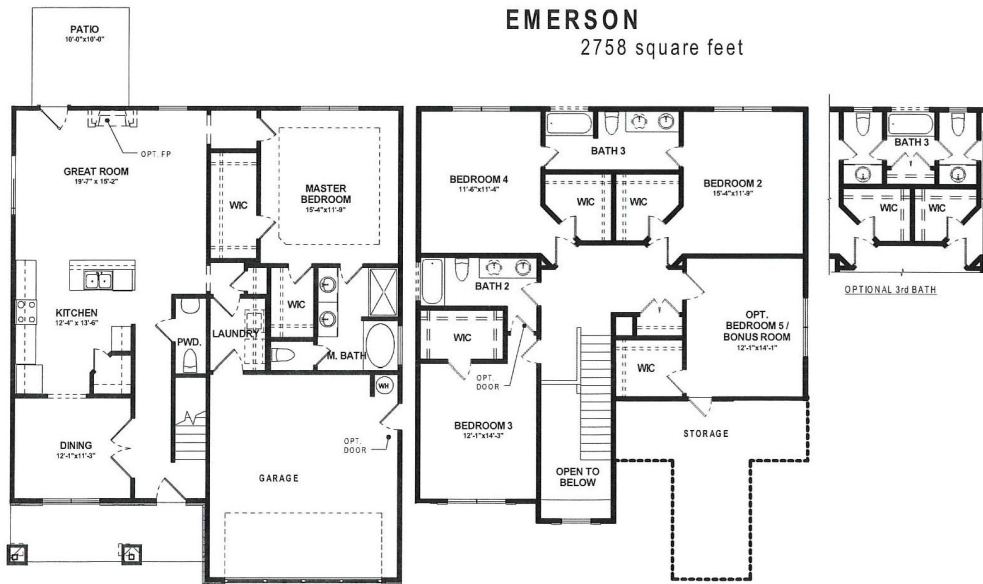 EMERSON
2758 square feet
PATIO
10'-0"x10'-0"
OPT. FP
GREAT ROOM
19'-7" x 15'-2"
WIC
MASTER
BEDROOM
15'-4"x11'-9"
KITCHEN
12'-4" x 13'-6"
PWD.
LAUNDRY
WIC
M. BATH
WH
OPT.
DOOR
DINING
12'-1"x11'-3"
GARAGE
BEDROOM 4
11'-6"x11'-4"
BATH 3
BEDROOM 2
15'-4"x11'-9"
WIC
WIC
BATH 2
WIC
OPT.
DOOR
BEDROOM 3
12'-1"x14'-3"
OPEN TO
BELOW
OPT.
BEDROOM 5 /
BONUS ROOM
12'-1"x14'-1"
WIC
STORAGE
BATH 3
WIC
WIC
OPTIONAL 3rd BATH